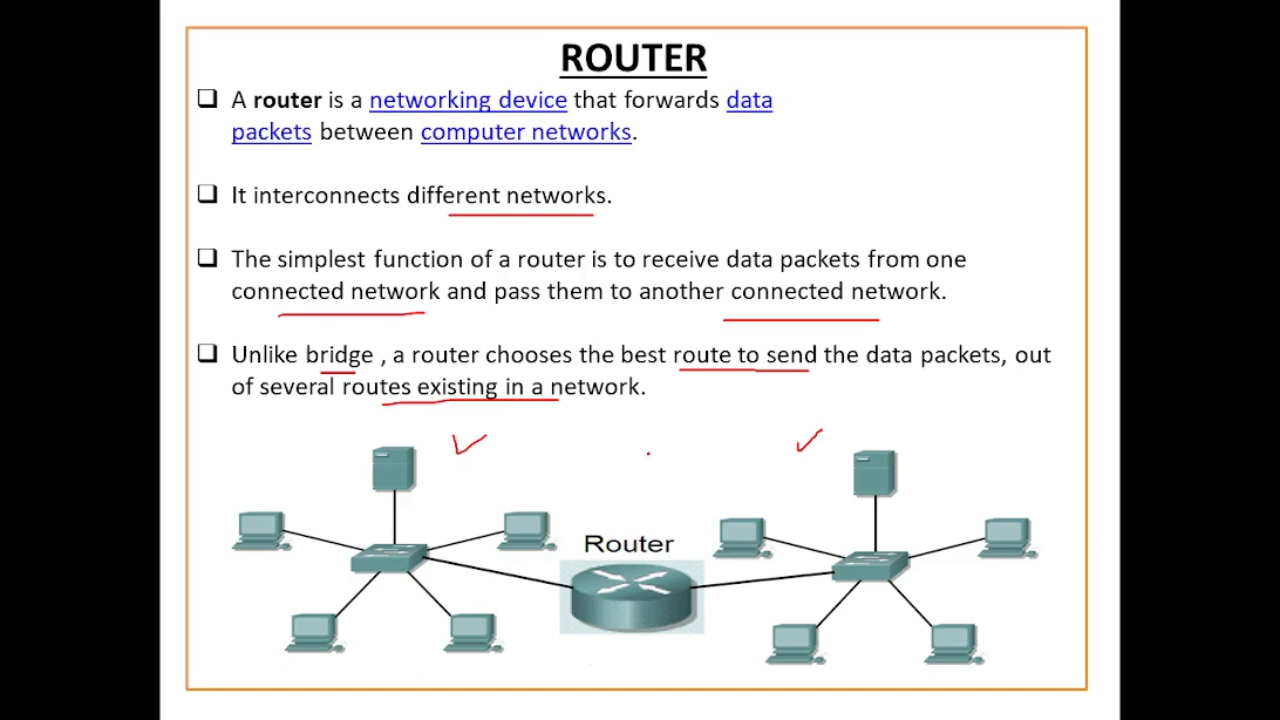 ROUTER
❑ A router is a networking device that forwards data
packets between computer networks.
❑ It interconnects different networks.
❑ The simplest function of a router is to receive data packets from one
connected network and pass them to another connected network.
❑ Unlike bridge , a router chooses the best route to send the data packets, out
of several routes existing in a network.
Router